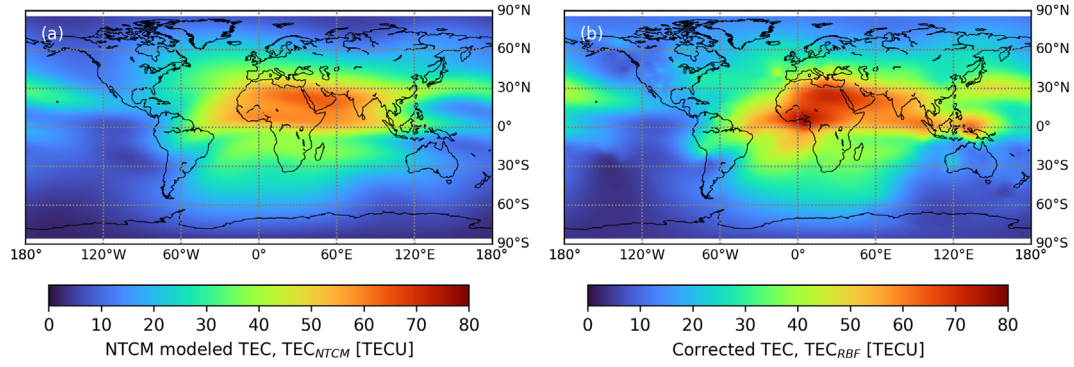 (a)
90°N
60°N
30°N
0°
30°S
60°S
90°S
180° 120°W 60°W 0° 60°E 120°E 180°
0 10 20 30 40 50 60 70 80
NTCM modeled TEC, TEC_NTCM [TECU]
(b)
90°N
60°N
30°N
0°
30°S
60°S
90°S
180° 120°W 60°W 0° 60°E 120°E 180°
0 10 20 30 40 50 60 70 80
Corrected TEC, TEC_RBF [TECU]